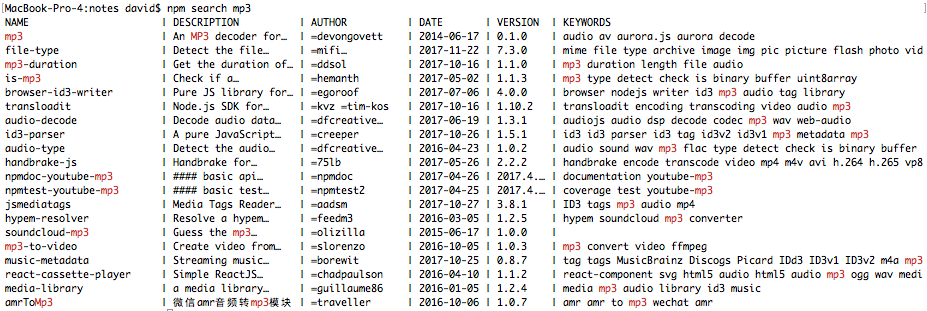 [MacBook-Pro-4:notes david$ npm search mp3 ]
NAME | DESCRIPTION | AUTHOR | DATE | VERSION | KEYWORDS
mp3 | An MP3 decoder for… | =devongovett | 2014-06-17 | 0.1.0 | audio av aurora.js aurora decode
file-type | Detect the file… | =mifi… | 2017-11-22 | 7.3.0 | mime file type archive image img pic picture flash photo vid
mp3-duration | Get the duration of… | =ddsol | 2017-10-16 | 1.1.0 | mp3 duration length file audio
is-mp3 | Check if a… | =hemanth | 2017-05-02 | 1.1.3 | mp3 type detect check is binary buffer uint8array
browser-id3-writer | Pure JS library for… | =egoroof | 2017-07-06 | 4.0.0 | browser nodejs writer id3 mp3 audio tag library
transloadit | Node.js SDK for… | =kvz =tim-kos | 2017-10-16 | 1.10.2 | transloadit encoding transcoding video audio mp3
audio-decode | Decode audio data… | =dfcreative… | 2017-06-19 | 1.3.1 | audiojs audio dsp decode codec mp3 wav web-audio
id3-parser | A pure JavaScript… | =creeper | 2017-10-26 | 1.5.1 | id3 id3 parser id3 tag id3v2 id3v1 mp3 metadata mp3
audio-type | Detect the audio… | =dfcreative… | 2016-04-23 | 1.0.2 | audio sound wav mp3 flac type detect check is binary buffer
handbrake-js | Handbrake for… | =75lb | 2017-05-26 | 2.2.2 | handbrake encode transcode video mp4 m4v avi h.264 h.265 vp8
npmdoc-youtube-mp3 | #### basic api… | =npmdoc | 2017-04-26 | 2017.4.… | documentation youtube-mp3
npmtest-youtube-mp3 | #### basic test… | =npmtest2 | 2017-04-25 | 2017.4.… | coverage test youtube-mp3
jsmediatags | Media Tags Reader… | =aadsm | 2017-10-27 | 3.8.1 | ID3 tags mp3 audio mp4
hypem-resolver | Resolve a hypem… | =feedm3 | 2016-03-05 | 1.2.5 | hypem soundcloud mp3 converter
soundcloud-mp3 | Guess the mp3… | =olizilla | 2015-06-17 | 1.0.0 |
mp3-to-video | Create video from… | =slorenzo | 2016-10-05 | 1.0.3 | mp3 convert video ffmpeg
music-metadata | Streaming music… | =borewit | 2017-10-25 | 0.8.7 | tag tags MusicBrainz Discogs Picard IDd3 ID3v1 ID3v2 m4a mp3
react-cassette-player | Simple ReactJS… | =chadpaulson | 2016-04-10 | 1.1.2 | react-component svg html5 audio html5 audio mp3 ogg wav medi
media-library | a media library… | =guillaume86 | 2016-01-05 | 1.2.4 | media mp3 audio library id3 music
amrToMp3 | 微信amr音频转mp3模块 | =traveller | 2016-10-06 | 1.0.7 | amr amr to mp3 wechat amr